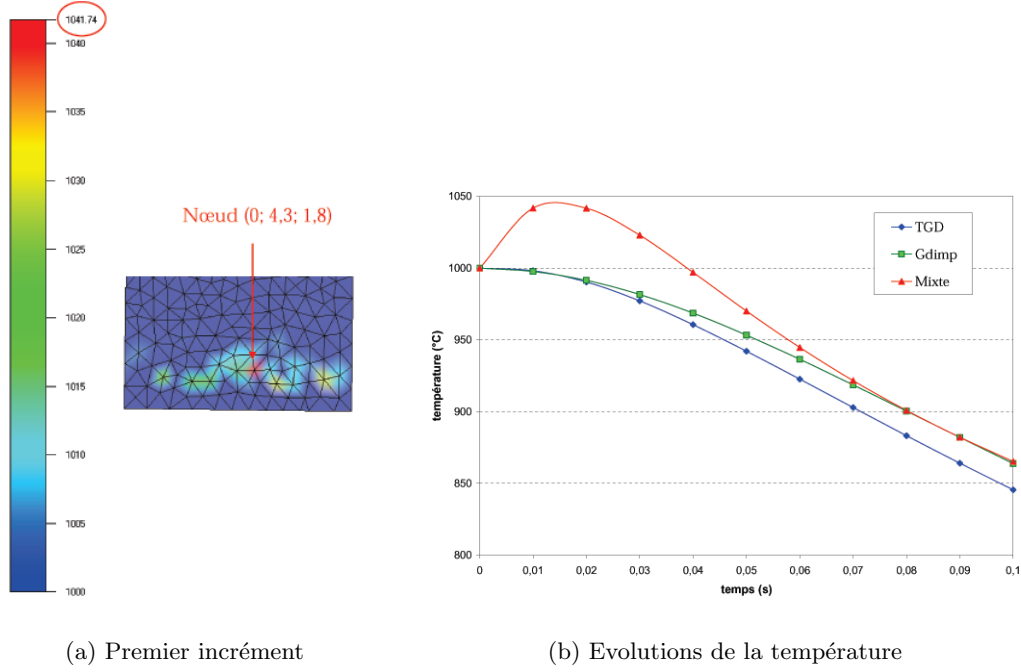 1041.74
1040
1035
1030
1025
1020
1015
1010
1005
1000
Nœud (0; 4,3; 1,8)
(a) Premier incrément
1050
1000
950
900
850
800
température (°C)
TGD
Gdimp
Mixte
0 0,01 0,02 0,03 0,04 0,05 0,06 0,07 0,08 0,09 0,1
temps (s)
(b) Evolutions de la température